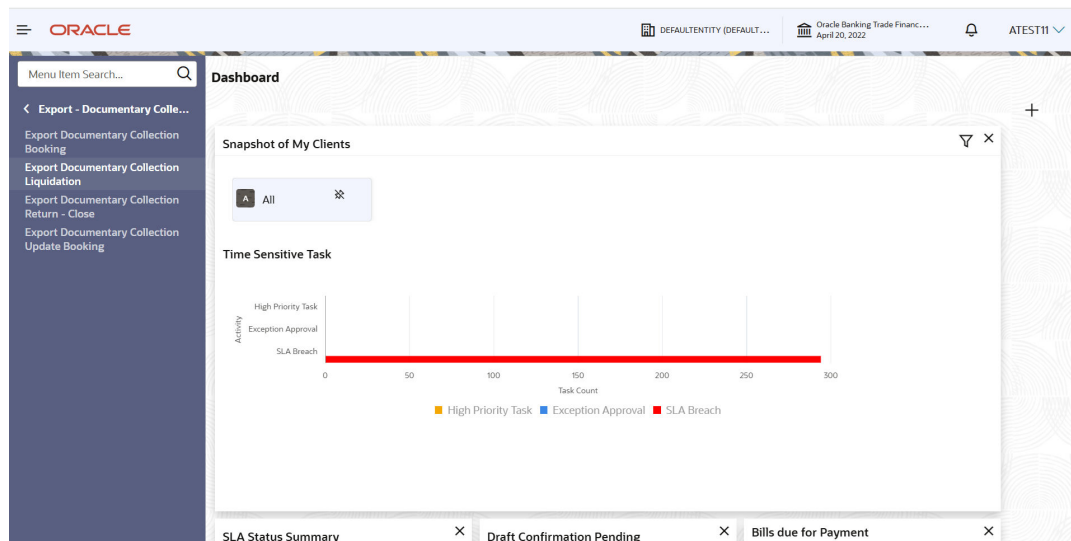 ORACLE
DEFAULTENTITY (DEFAULT...
Oracle Banking Trade Financ...
April 20, 2022
ATEST11
Menu Item Search...
Export - Documentary Colle...
Export Documentary Collection
Booking
Export Documentary Collection
Liquidation
Export Documentary Collection
Return - Close
Export Documentary Collection
Update Booking
Dashboard
Snapshot of My Clients
A All
Time Sensitive Task
Activity
High Priority Task
Exception Approval
SLA Breach
0 50 100 150 200 250 300
Task Count
High Priority Task Exception Approval SLA Breach
SLA Status Summary
Draft Confirmation Pending
Bills due for Payment